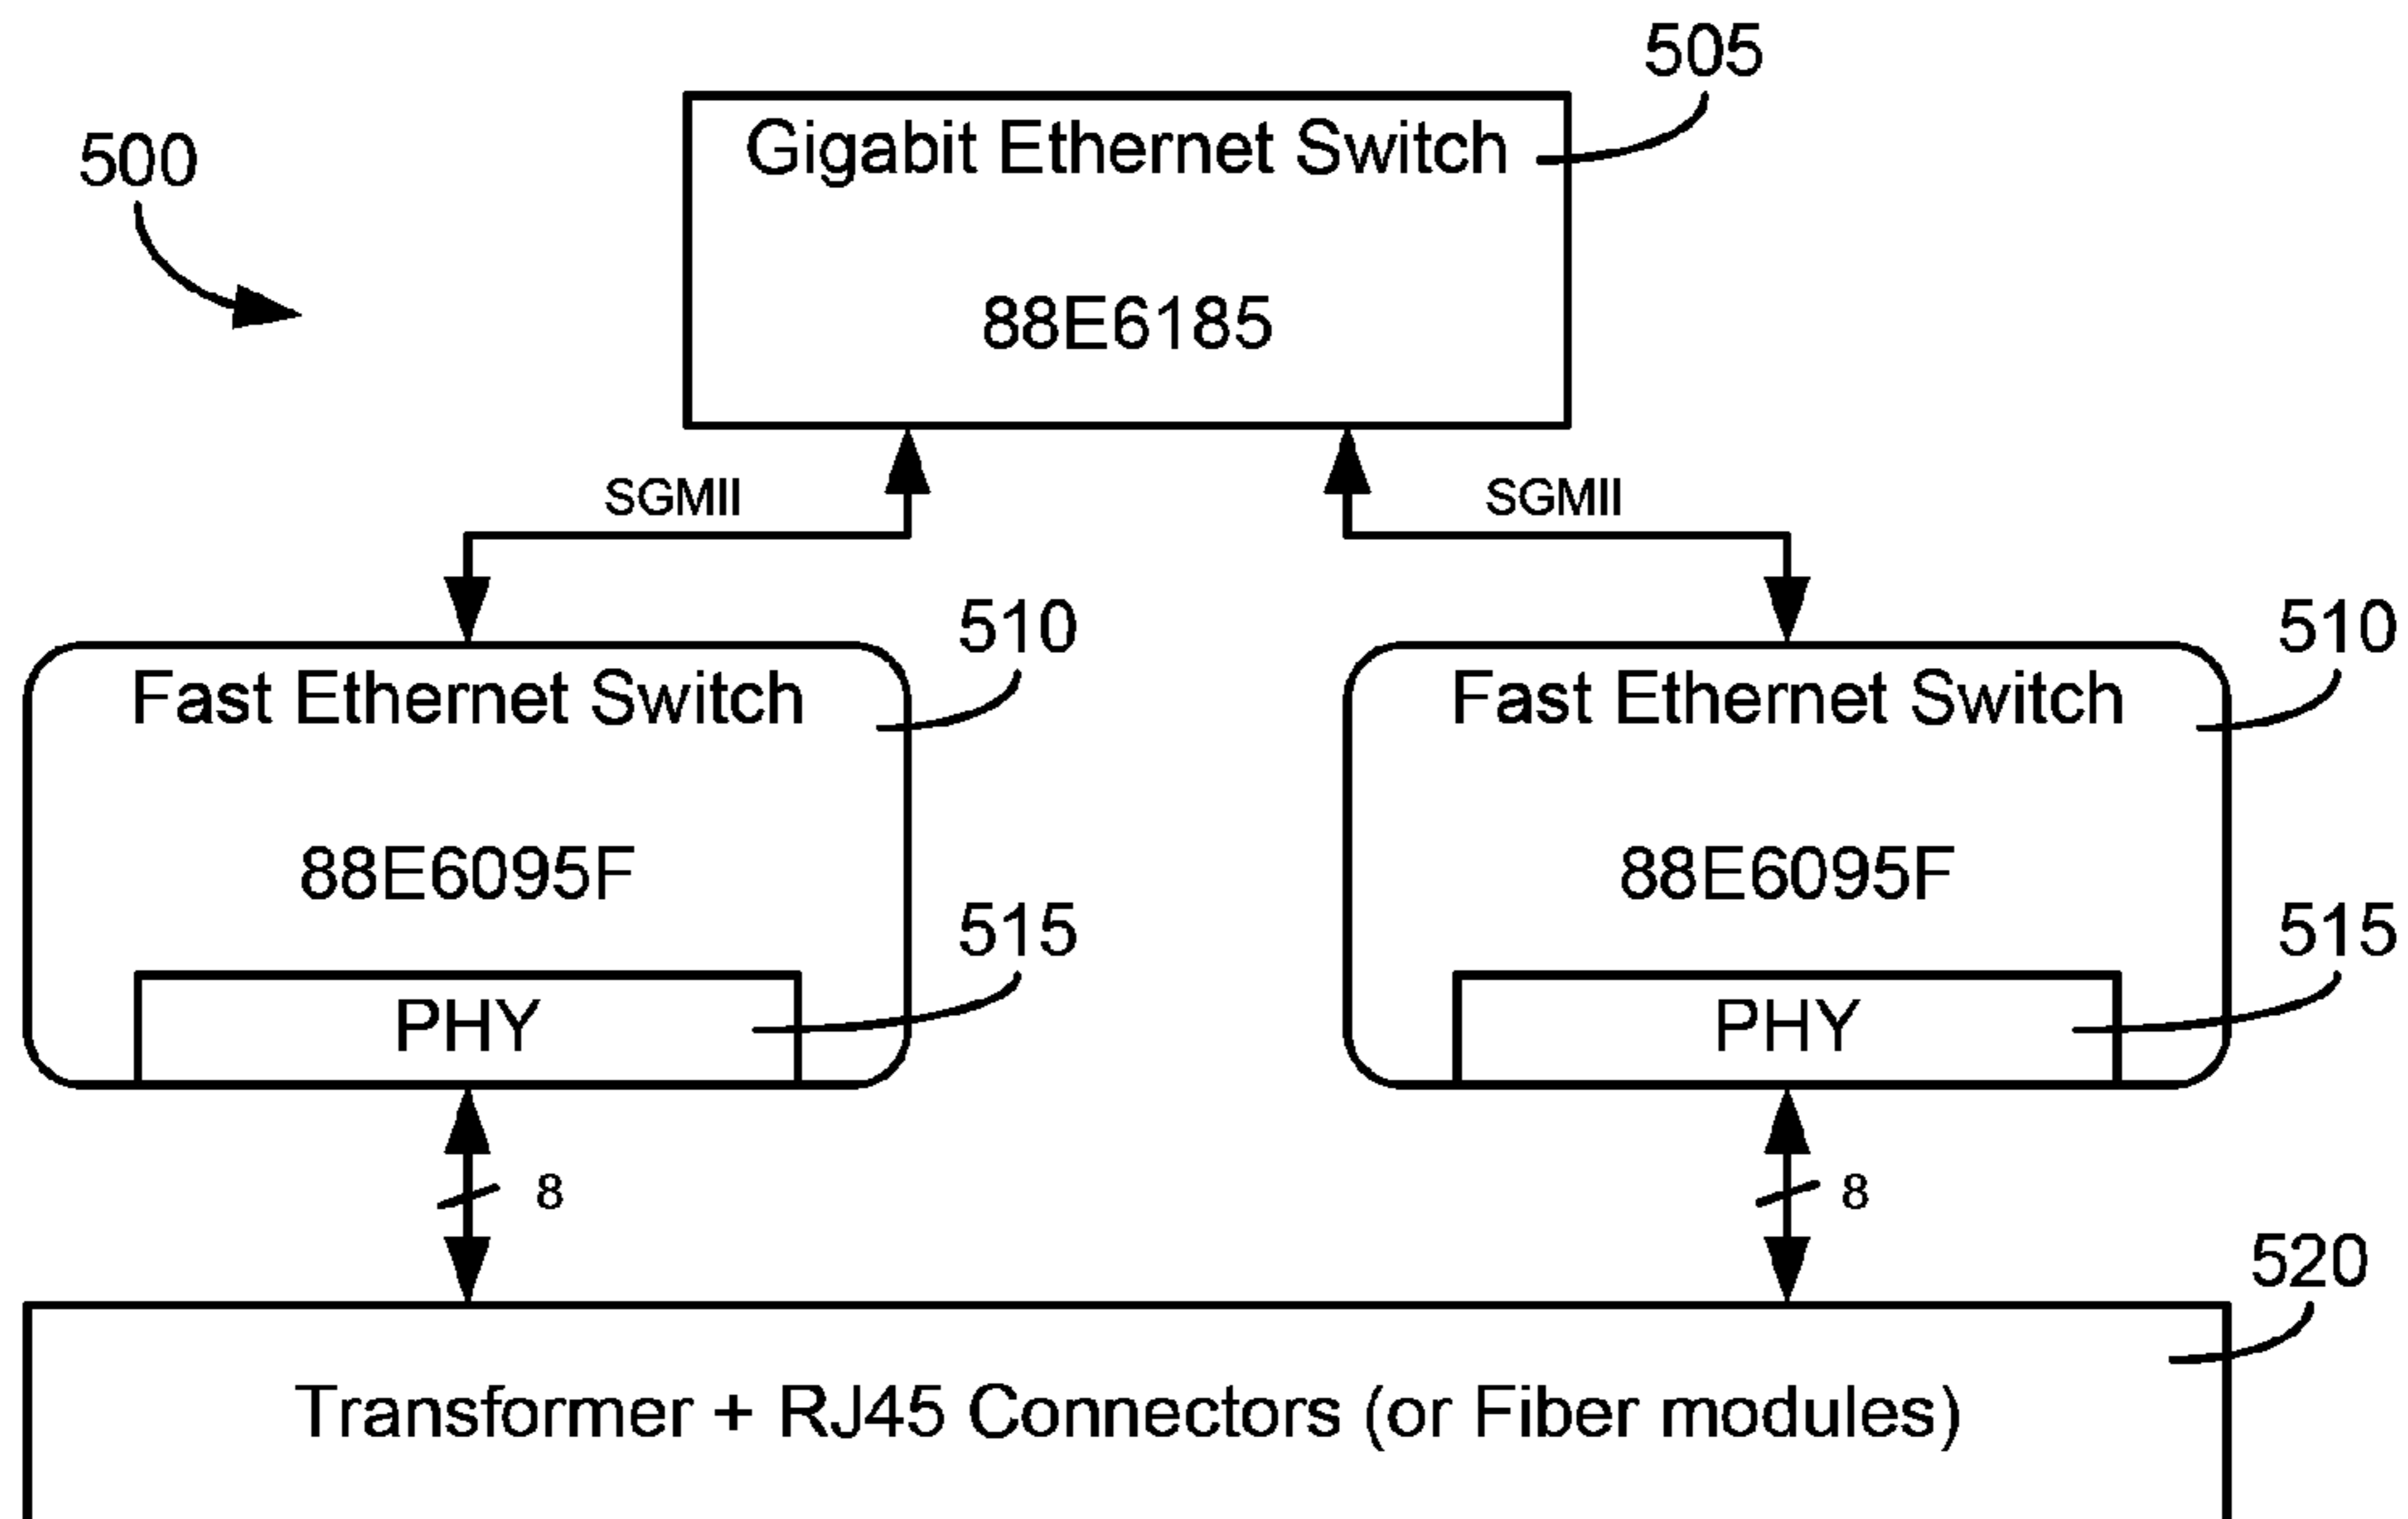 505
500
Gigabit Ethernet Switch
88E6185
SGMII
SGMII
510
510
Fast Ethernet Switch
Fast Ethernet Switch
88E6095F
88E6095F
515
515
PHY
PHY
8
8
520
Transformer + RJ45 Connectors (or Fiber modules)